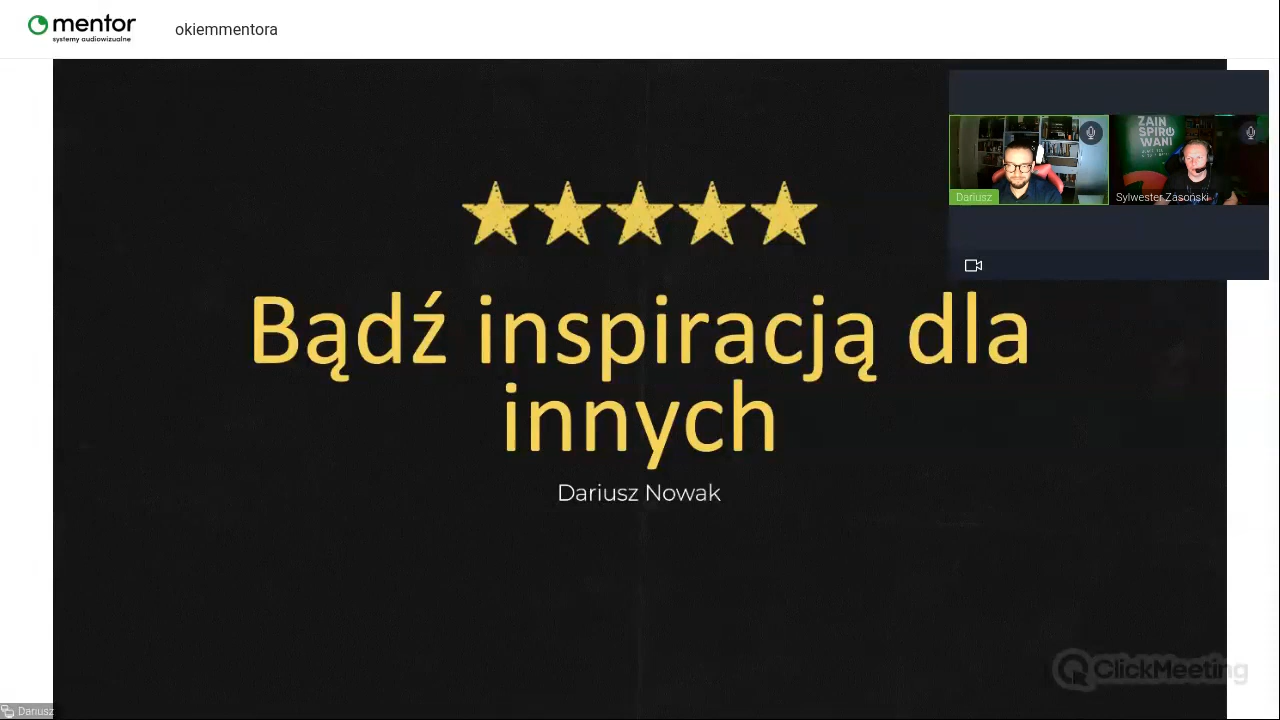 mentor
systemy audiowizualne
okiemmentora
ZAIN
SPIRO
WANI
Dariusz
Sylwester Zasoński
Bądź inspiracją dla
innych
Dariusz Nowak
ClickMeeting
Dariusz